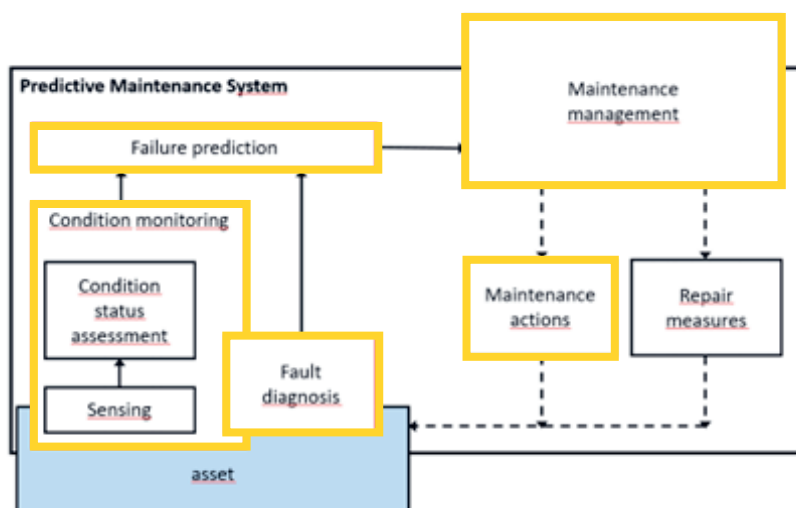 Predictive Maintenance System
Maintenance
management
Failure prediction
Condition monitoring
Condition
status
assessment
Sensing
Fault
diagnosis
Maintenance
actions
Repair
measures
asset